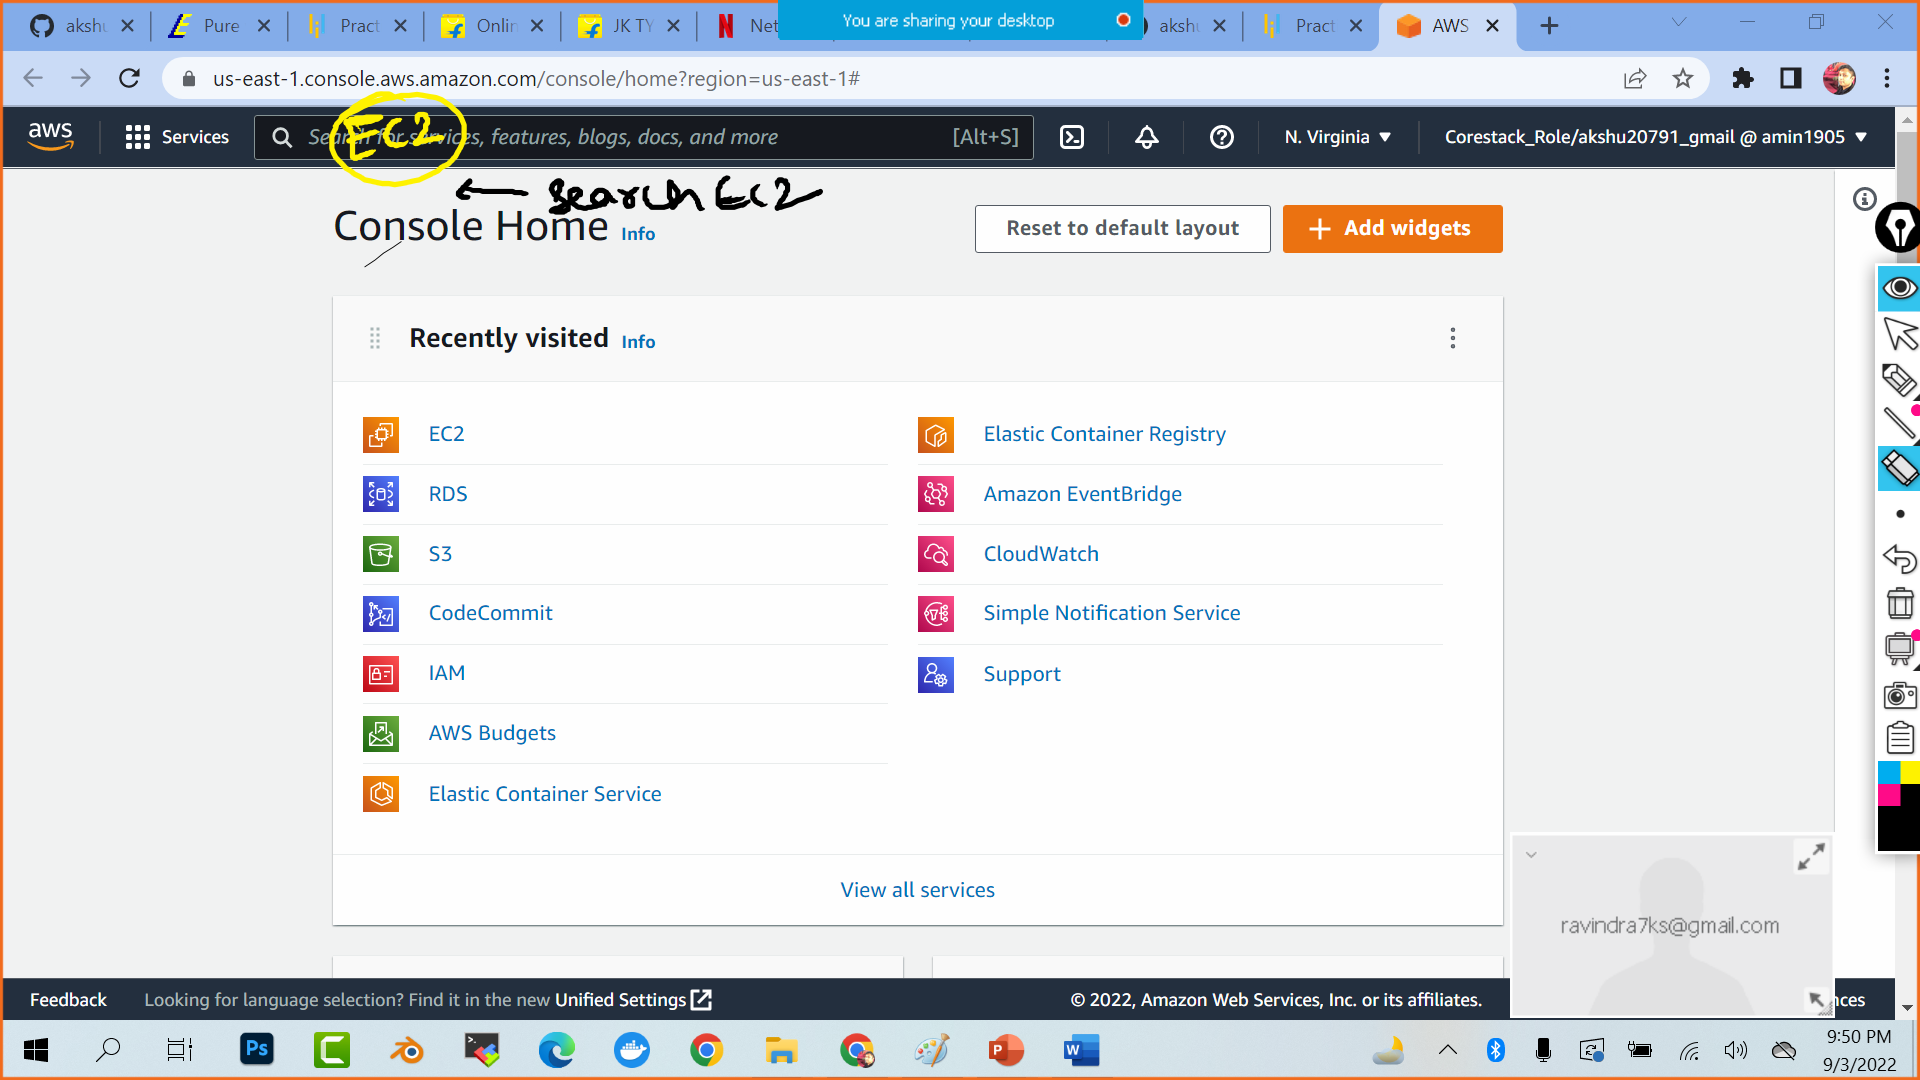 akshu
Pure
Pract
Onlin
JK TY
Net
You are sharing your desktop
akshu
Pract
AWS
us-east-1.console.aws.amazon.com/console/home?region=us-east-1#
aws
Services
Search for services, features, blogs, docs, and more
[Alt+S]
EC2
N. Virginia
Corestack_Role/akshu20791_gmail @ amin1905
search EC2
Console Home Info
Reset to default layout
Add widgets
Recently visited Info
EC2
RDS
S3
CodeCommit
IAM
AWS Budgets
Elastic Container Service
Elastic Container Registry
Amazon EventBridge
CloudWatch
Simple Notification Service
Support
View all services
ravindra7ks@gmail.com
Feedback
Looking for language selection? Find it in the new Unified Settings
© 2022, Amazon Web Services, Inc. or its affiliates.
nces
Ps
C
P
W
9:50 PM
9/3/2022